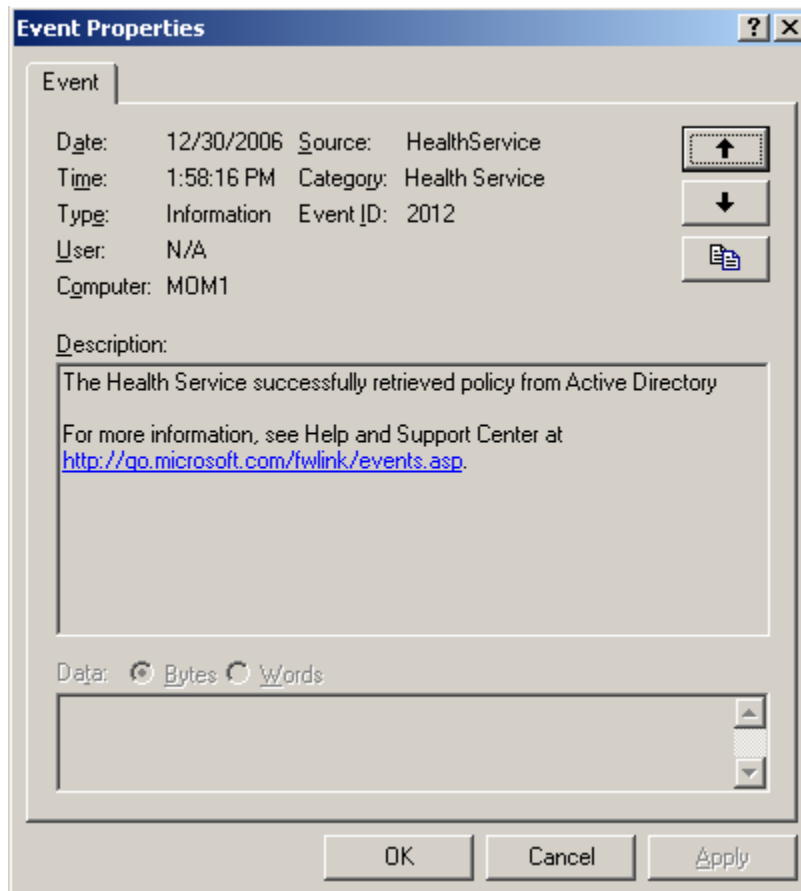 Event Properties
Event
Date: 12/30/2006 Source: HealthService
Time: 1:58:16 PM Category: Health Service
Type: Information Event ID: 2012
User: N/A
Computer: MOM1
Description:
The Health Service successfully retrieved policy from Active Directory
For more information, see Help and Support Center at
http://go.microsoft.com/fwlink/events.asp.
Data: Bytes Words
OK Cancel Apply